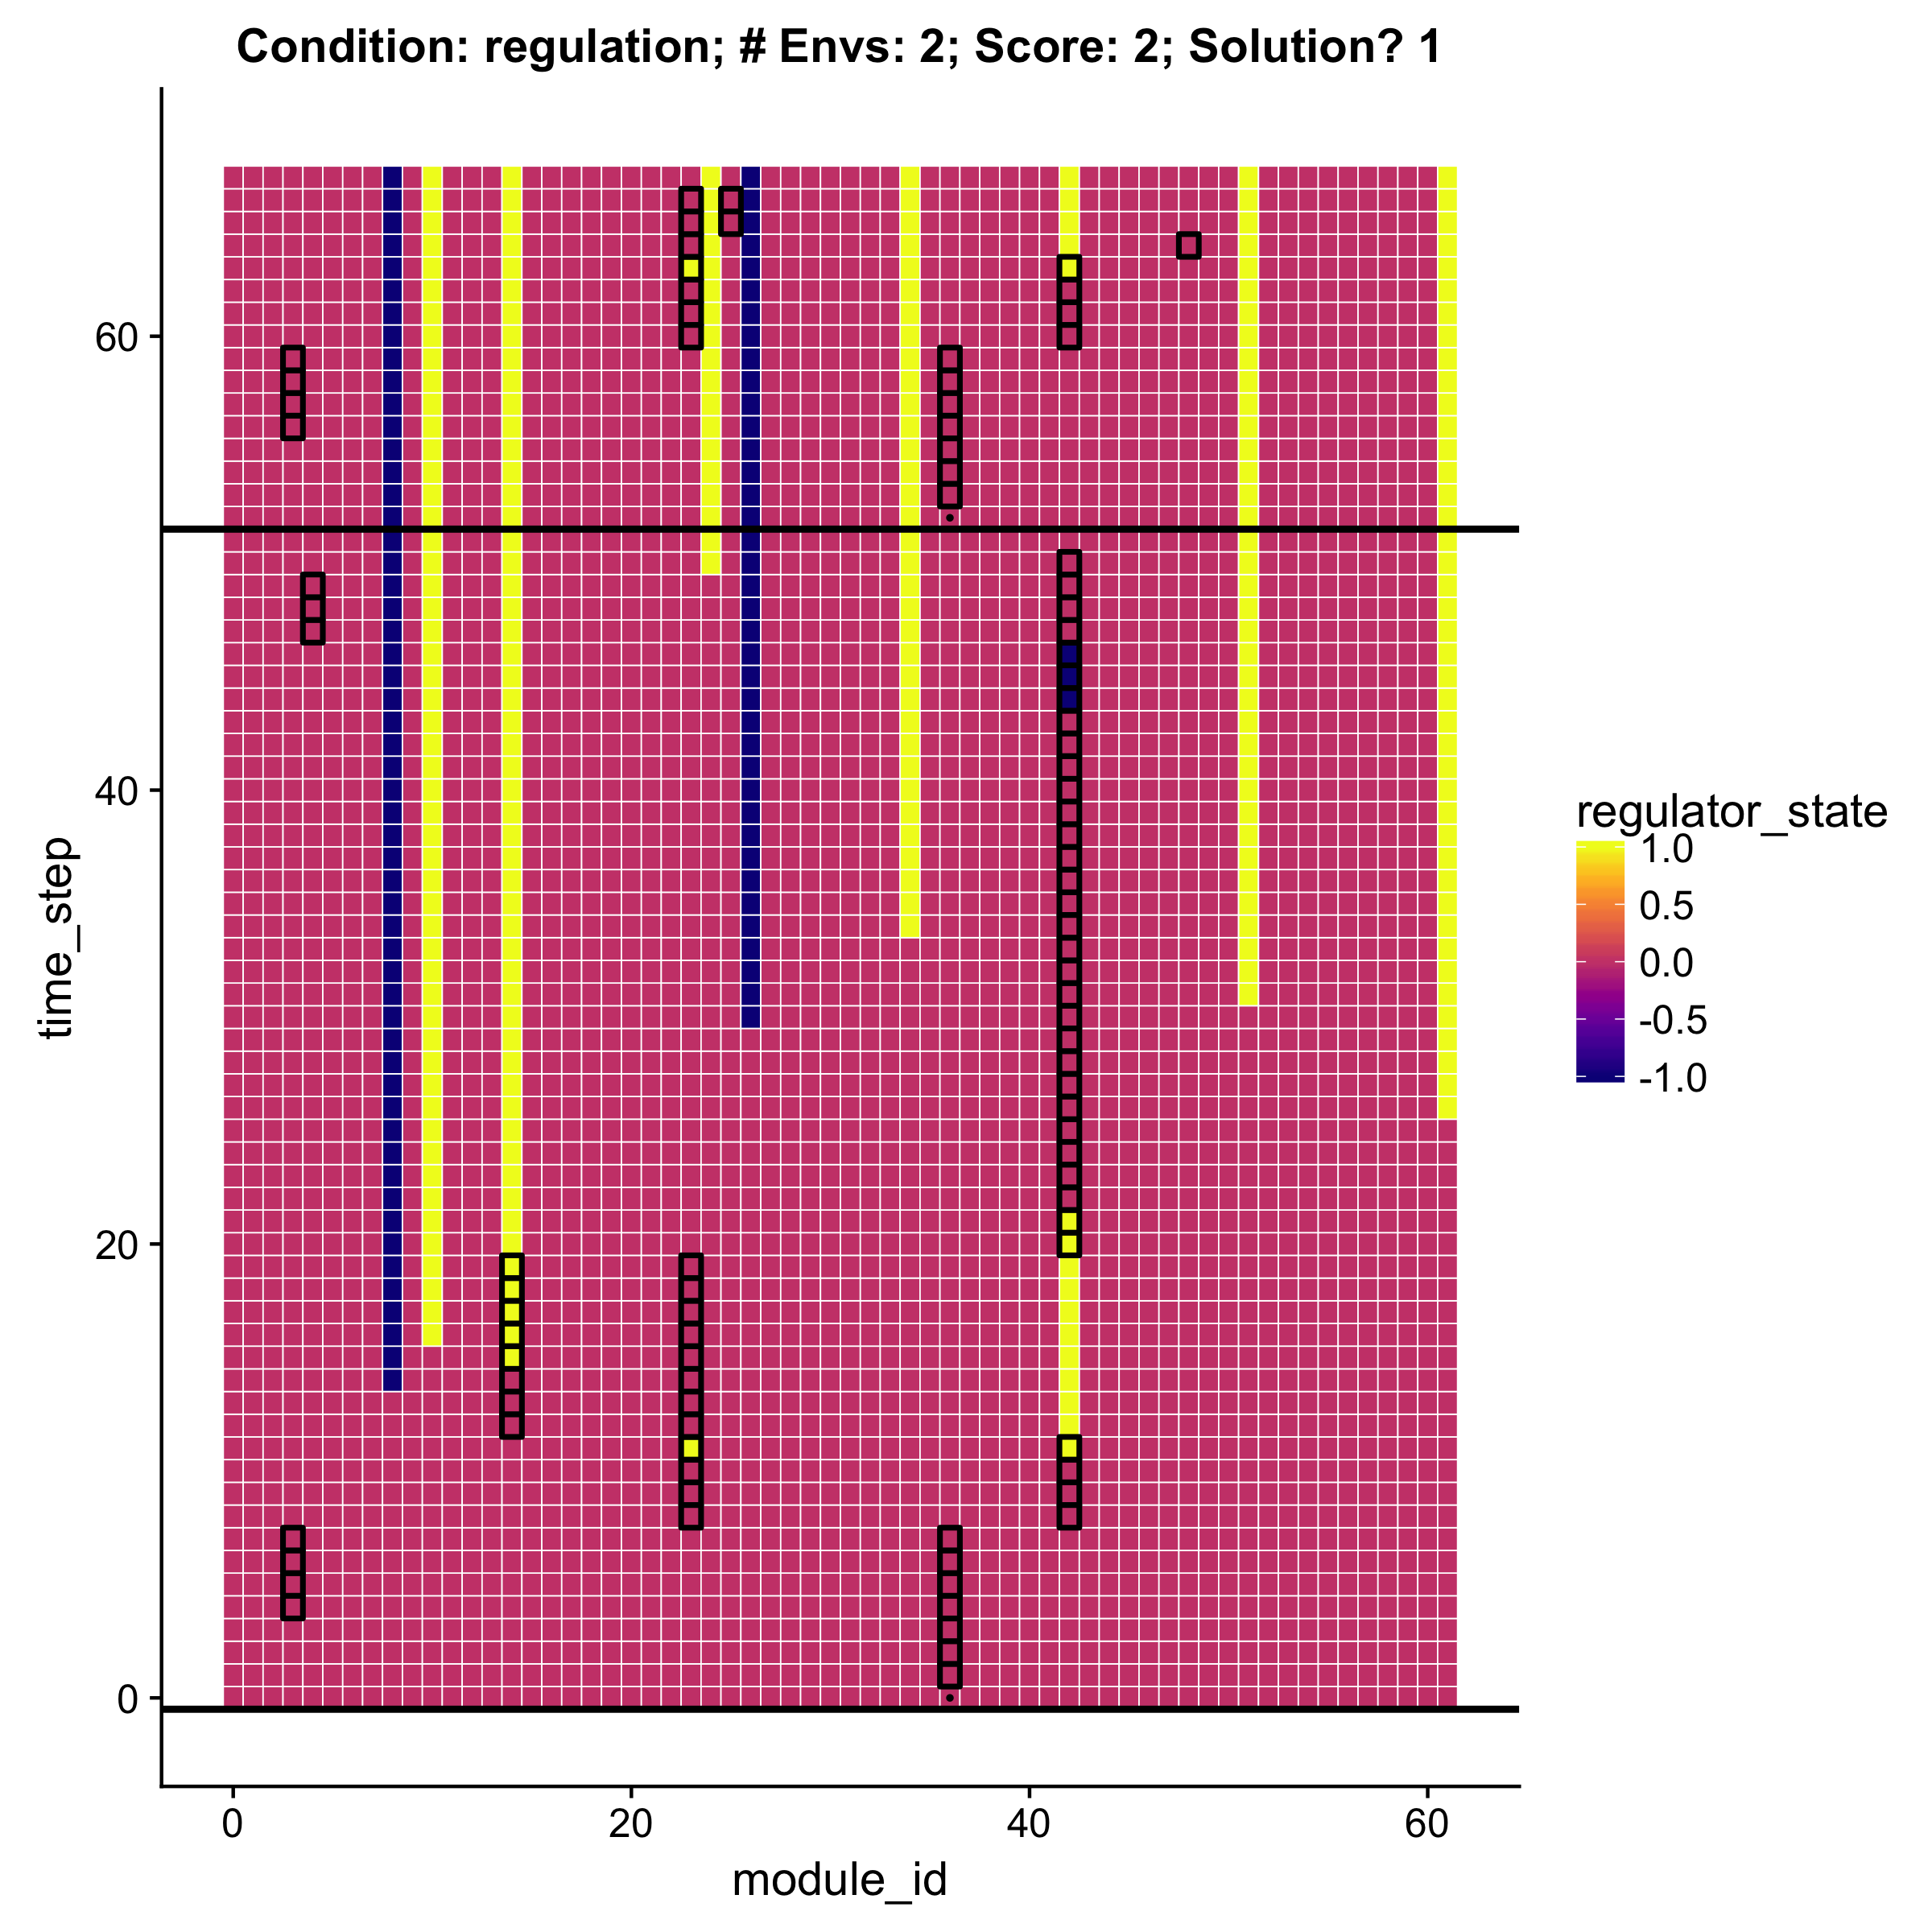 Condition: regulation; # Envs: 2; Score: 2; Solution? 1
60
40
20
0
time_step
0 20 40 60
module_id
regulator_state
1.0
0.5
0.0
-0.5
-1.0